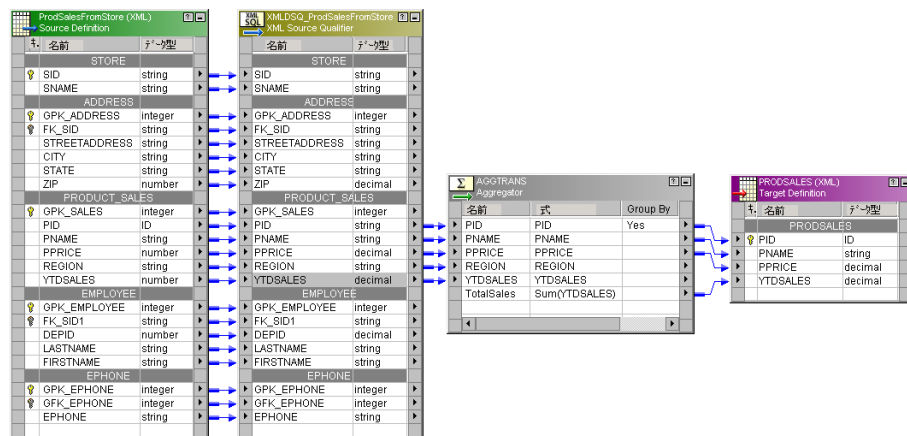 ProdSalesFromStore (XML)
Source Definition
キ. 名前 データ型
STORE
SID string
SNAME string
ADDRESS
GPK_ADDRESS integer
FK_SID string
STREETADDRESS string
CITY string
STATE string
ZIP number
PRODUCT_SALES
GPK_SALES integer
PID ID
PNAME string
PPRICE number
REGION string
YTDSALES number
EMPLOYEE
GPK_EMPLOYEE integer
FK_SID1 string
DEPID number
LASTNAME string
FIRSTNAME string
EPHONE
GPK_EPHONE integer
GFK_EPHONE integer
EPHONE string
XML
SQL
XMLDSQ_ProdSalesFromStore
XML Source Qualifier
名前 データ型
STORE
SID string
SNAME string
ADDRESS
GPK_ADDRESS integer
FK_SID string
STREETADDRESS string
CITY string
STATE string
ZIP decimal
PRODUCT_SALES
GPK_SALES integer
PID string
PNAME string
PPRICE decimal
REGION string
YTDSALES decimal
EMPLOYEE
GPK_EMPLOYEE integer
FK_SID1 string
DEPID decimal
LASTNAME string
FIRSTNAME string
EPHONE
GPK_EPHONE integer
GFK_EPHONE integer
EPHONE string
Σ AGGTRANS
Aggregator
名前 式 Group By
PID PID Yes
PNAME PNAME
PPRICE PPRICE
REGION REGION
YTDSALES YTDSALES
TotalSales Sum(YTDSALES)
PRODSALES (XML)
Target Definition
キ. 名前 データ型
PRODSALES
PID ID
PNAME string
PPRICE decimal
YTDSALES decimal